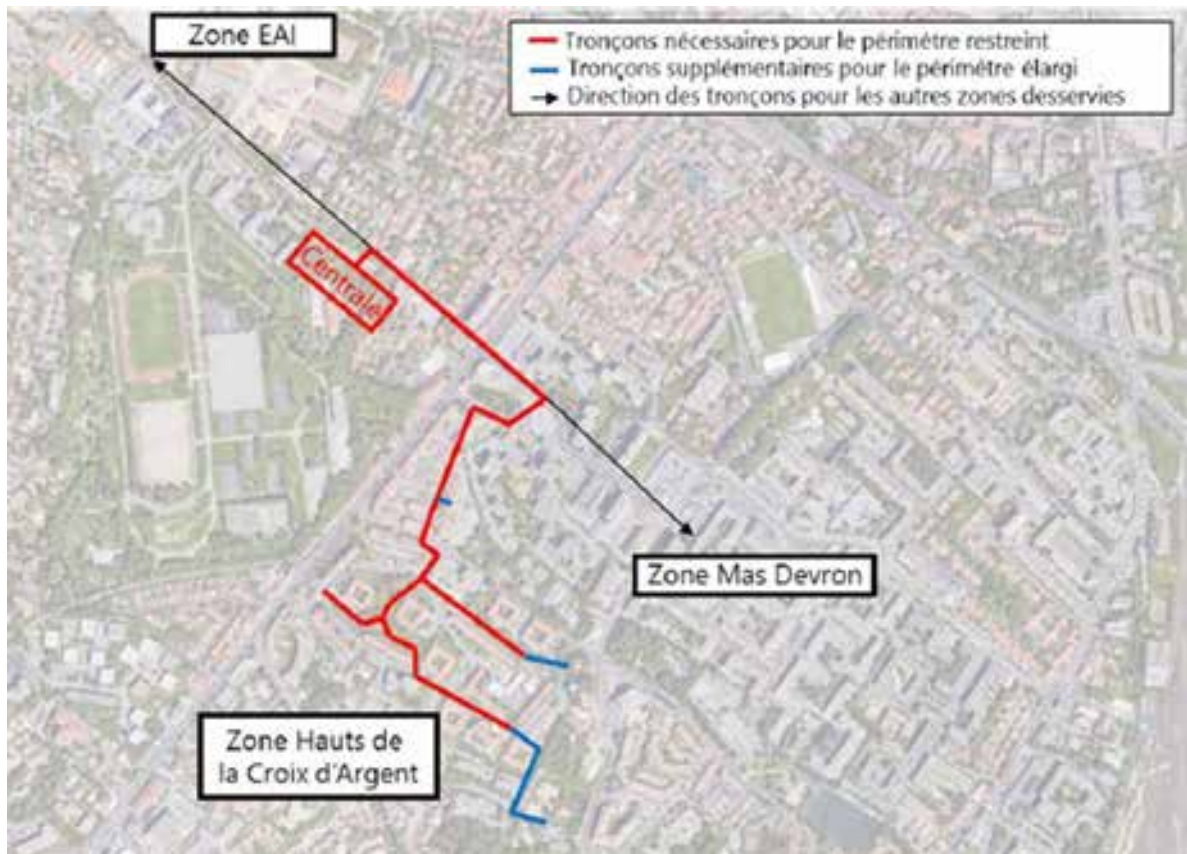 Zone EAI
Tronçons nécessaires pour le périmètre restreint
Tronçons supplémentaires pour le périmètre élargi
Direction des tronçons pour les autres zones desservies
Centrale
Zone Mas Devron
Zone Hauts de
la Croix d'Argent